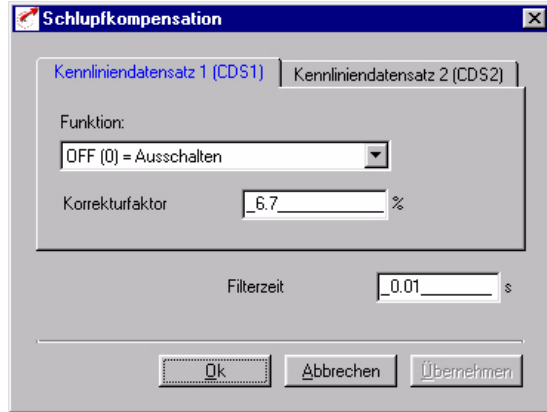 Schlupfkompensation
Kennliniendatensatz 1 (CDS1) Kennliniendatensatz 2 (CDS2)
Funktion:
OFF (0) = Ausschalten
Korrekturfaktor _6.7__________ %
Filterzeit _0.01_______ s
Ok Abbrechen Übernehmen